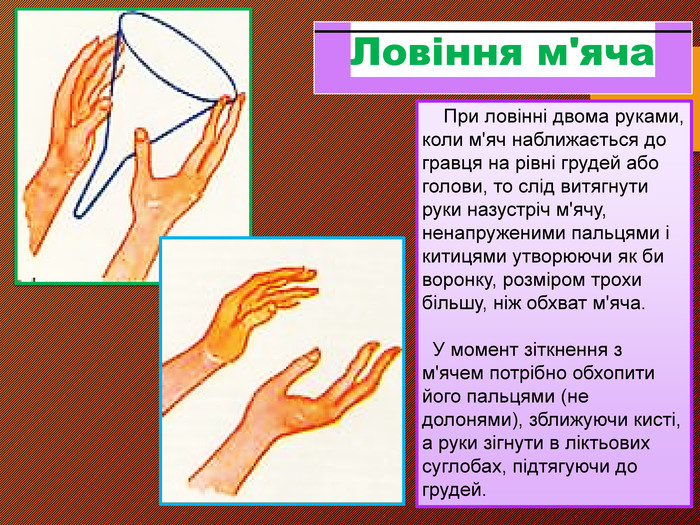 Ловіння м'яча
При ловінні двома руками,
коли м'яч наближається до
гравця на рівні грудей або
голови, то слід витягнути
руки назустріч м'ячу,
ненапруженими пальцями і
китицями утворюючи як би
воронку, розміром трохи
більшу, ніж обхват м'яча.
У момент зіткнення з
м'ячем потрібно обхопити
його пальцями (не
долонями), зближуючи кисті,
а руки зігнути в ліктьових
суглобах, підтягуючи до
грудей.